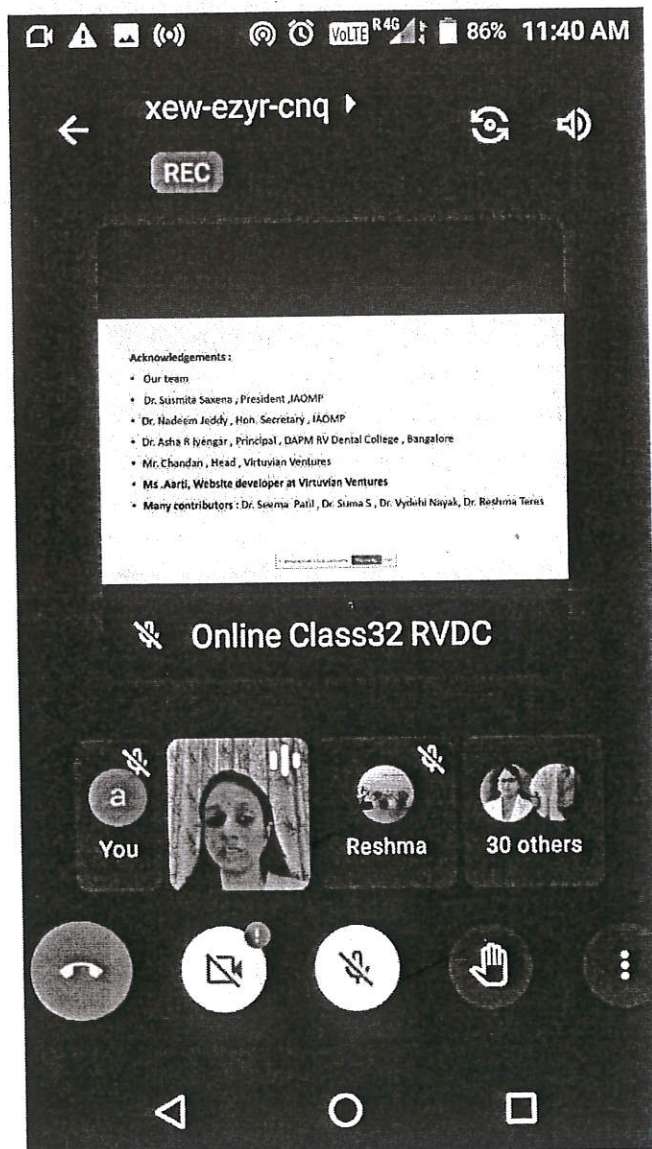 VoLTE R4G 86% 11:40 AM
xew-ezyr-cnq
REC
Acknowledgements :
• Our team
• Dr. Susmita Saxena , President ,IAOMP
• Dr. Nadeem Jeddy , Hon. Secretary , IAOMP
• Dr. Asha R Iyengar , Principal , DAPM RV Dental College , Bangalore
• Mr. Chandan , Head , Virtuvian Ventures
• Ms .Aarti, Website developer at Virtuvian Ventures
• Many contributors : Dr. Seema Patil , Dr. Suma S , Dr. Vydehi Nayak, Dr. Reshma Teres
Online Class32 RVDC
a
You
Reshma
30 others